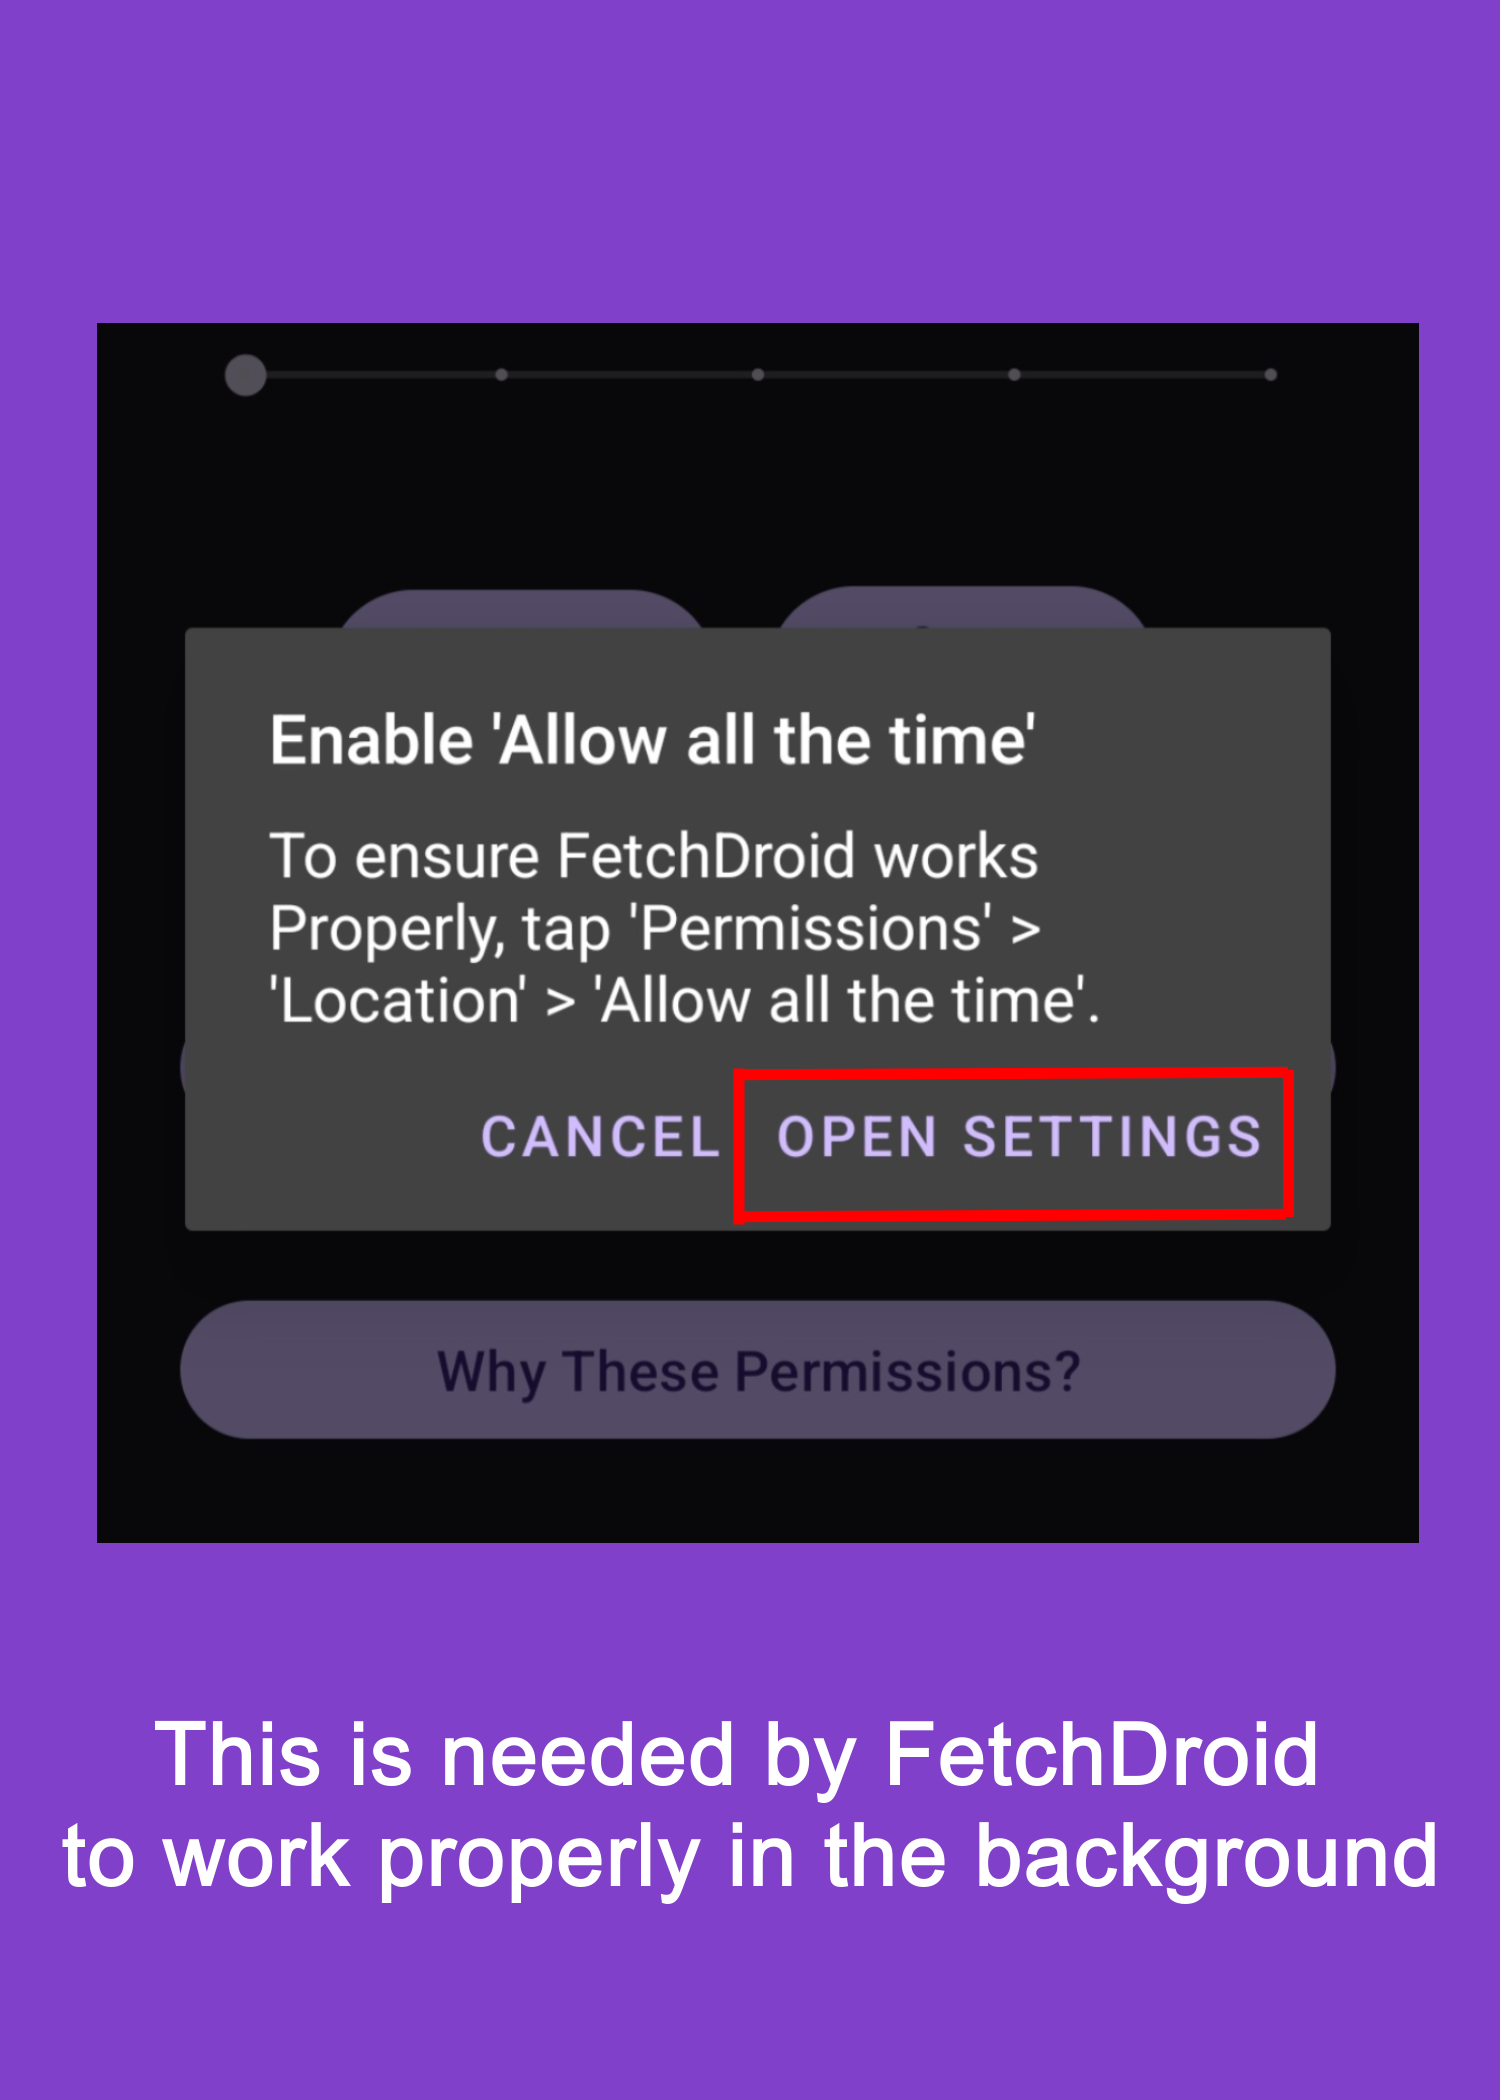 Enable 'Allow all the time'
To ensure FetchDroid works
Properly, tap 'Permissions' >
'Location' > 'Allow all the time'.
CANCEL OPEN SETTINGS
Why These Permissions?
This is needed by FetchDroid
to work properly in the background